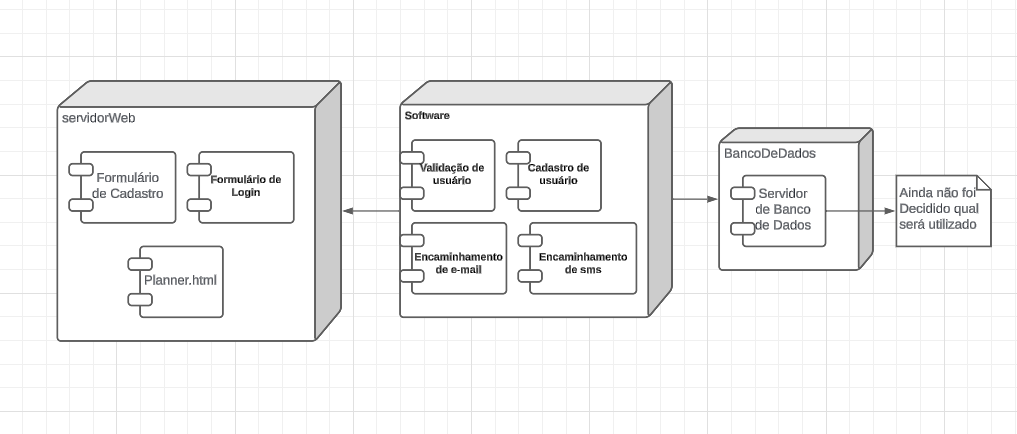 servidorWeb
Formulário
de Cadastro
Formulário de
Login
Planner.html
Software
Validação de
usuário
Cadastro de
usuário
Encaminhamento
de e-mail
Encaminhamento
de sms
BancoDeDados
Servidor
de Banco
de Dados
Ainda não foi
Decidido qual
será utilizado